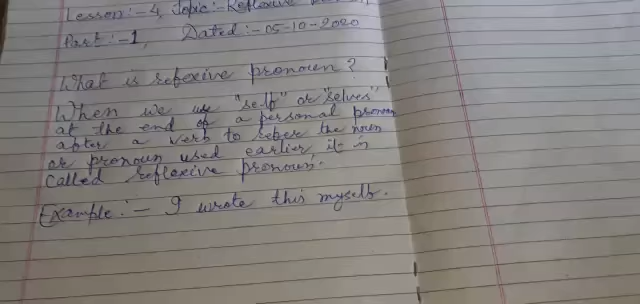 Lesson:-4, Topic:- Reflexive
Part:-1, Dated:-05-10-2020
What is refexive pronoun?
When we use "self" or "selves"
at the end of a personal pronoun
after a verb to refer the noun
or pronoun used earlier it is
called reflexive pronoun.
Example:- I wrote this myself.